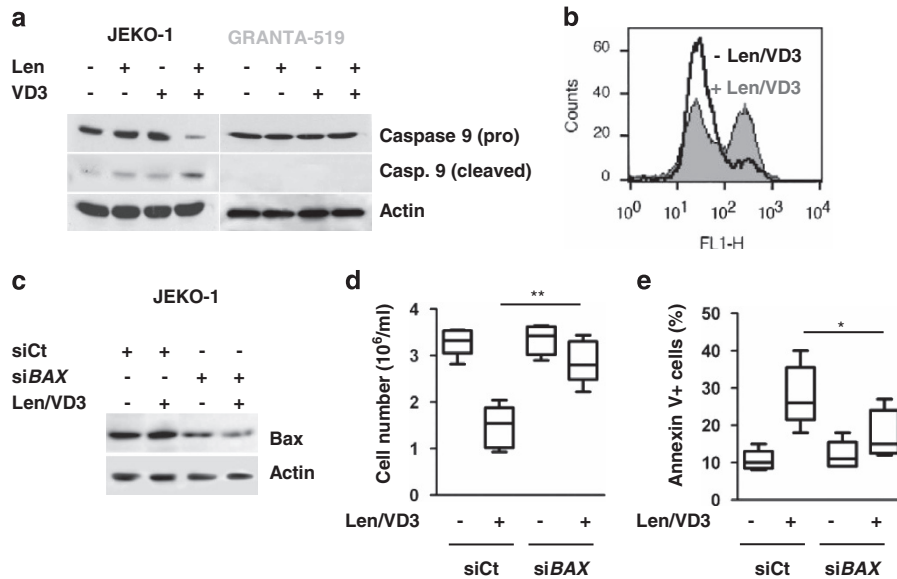 a
JEKO-1 GRANTA-519
Len - + - + - + - +
VD3 - - + + - - + +
Caspase 9 (pro)
Casp. 9 (cleaved)
Actin
b
Counts
60
40
20
0
- Len/VD3
+ Len/VD3
10⁰ 10¹ 10² 10³ 10⁴
FL1-H
c
JEKO-1
siCt + + - -
siBAX - - + +
Len/VD3 - + - +
Bax
Actin
d
Cell number (10⁶/ml)
4
3
2
1
0
**
Len/VD3 - + - +
siCt siBAX
e
Annexin V+ cells (%)
50
40
30
20
10
0
*
Len/VD3 - + - +
siCt siBAX